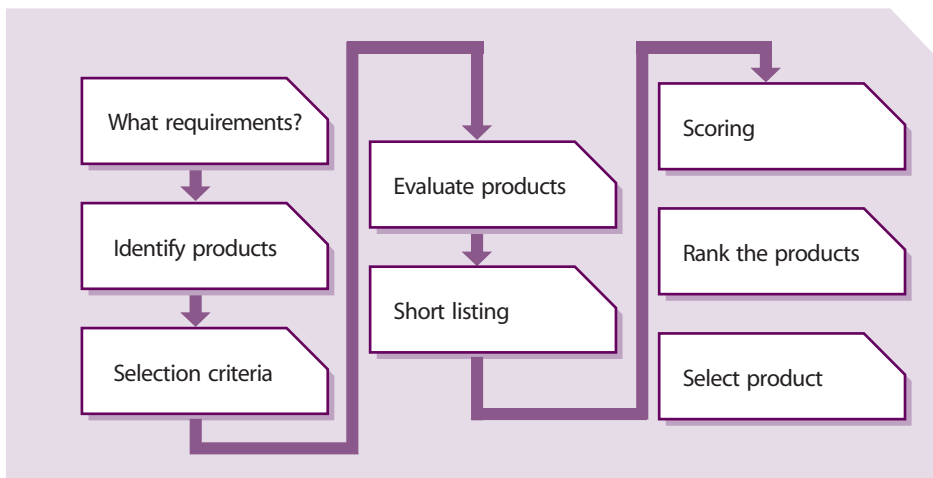 What requirements?
Identify products
Selection criteria
Evaluate products
Short listing
Scoring
Rank the products
Select product